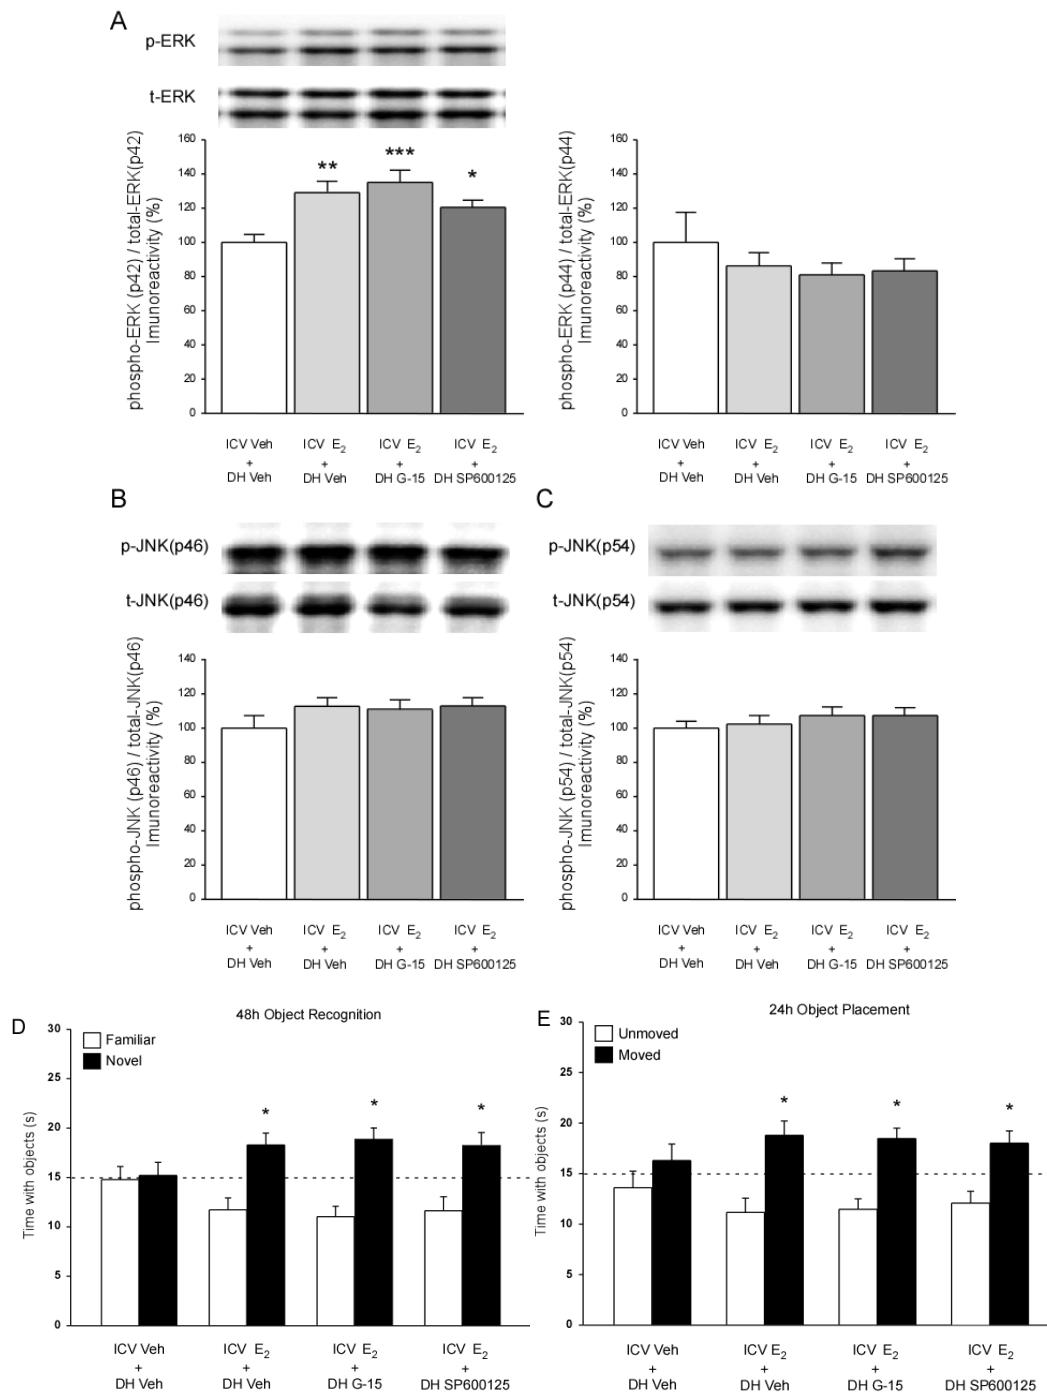 A
p-ERK
t-ERK
phospho-ERK (p42) / total-ERK(p42)
Imunoreactivity (%)
160
140
120
100
80
60
40
20
0
**
***
*
ICV Veh
+
DH Veh
ICV E2
+
DH Veh
ICV E2
+
DH G-15
ICV E2
+
DH SP600125
phospho-ERK (p44) / total-ERK(p44)
Imunoreactivity (%)
160
140
120
100
80
60
40
20
0
ICV Veh
+
DH Veh
ICV E2
+
DH Veh
ICV E2
+
DH G-15
ICV E2
+
DH SP600125
B
p-JNK(p46)
t-JNK(p46)
phospho-JNK (p46) / total-JNK(p46)
Imunoreactivity (%)
140
120
100
80
60
40
20
0
ICV Veh
+
DH Veh
ICV E2
+
DH Veh
ICV E2
+
DH G-15
ICV E2
+
DH SP600125
C
p-JNK(p54)
t-JNK(p54)
phospho-JNK (p54) / total-JNK(p54)
Imunoreactivity (%)
140
120
100
80
60
40
20
0
ICV Veh
+
DH Veh
ICV E2
+
DH Veh
ICV E2
+
DH G-15
ICV E2
+
DH SP600125
D
48h Object Recognition
Familiar
Novel
Time with objects (s)
30
25
20
15
10
5
0
*
*
*
ICV Veh
+
DH Veh
ICV E2
+
DH Veh
ICV E2
+
DH G-15
ICV E2
+
DH SP600125
E
24h Object Placement
Unmoved
Moved
Time with objects (s)
30
25
20
15
10
5
0
*
*
*
ICV Veh
+
DH Veh
ICV E2
+
DH Veh
ICV E2
+
DH G-15
ICV E2
+
DH SP600125